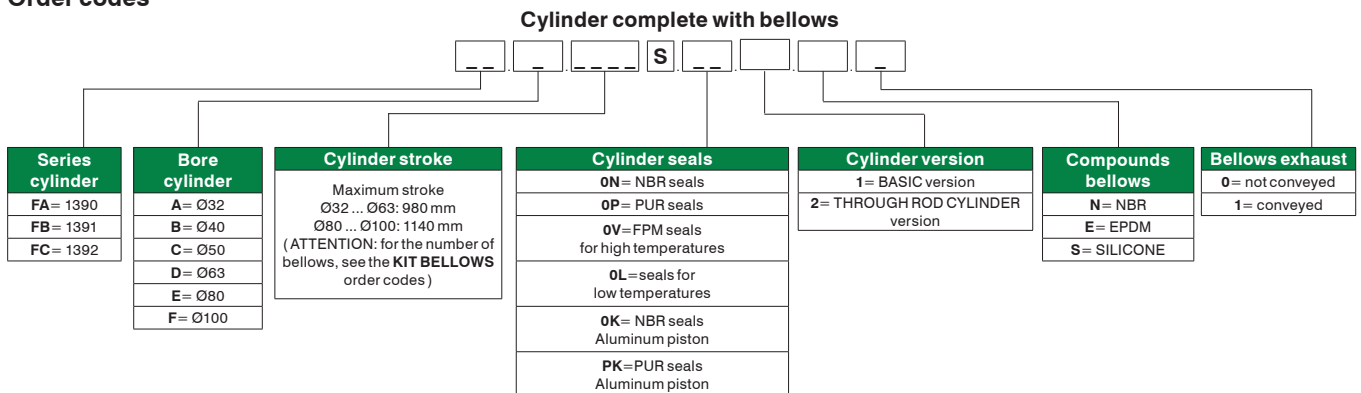 Order codes
Cylinder complete with bellows
_ _ . _ . _ _ _ _ S . _ _ . . . _
Series
cylinder
FA= 1390
FB= 1391
FC= 1392
Bore
cylinder
A= Ø32
B= Ø40
C= Ø50
D= Ø63
E= Ø80
F= Ø100
Cylinder stroke
Maximum stroke
Ø32 ... Ø63: 980 mm
Ø80 ... Ø100: 1140 mm
( ATTENTION: for the number of
bellows, see the KIT BELLOWS
order codes )
Cylinder seals
0N= NBR seals
0P= PUR seals
0V=FPM seals
for high temperatures
0L=seals for
low temperatures
0K= NBR seals
Aluminum piston
PK=PUR seals
Aluminum piston
Cylinder version
1= BASIC version
2= THROUGH ROD CYLINDER
version
Compounds
bellows
N= NBR
E= EPDM
S= SILICONE
Bellows exhaust
0= not conveyed
1= conveyed